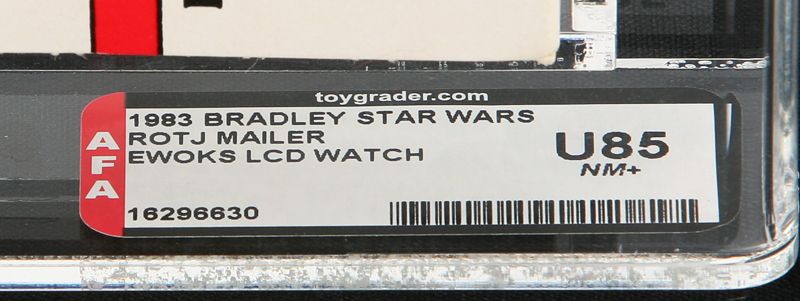 toygrader.com
AFA
1983 BRADLEY STAR WARS
ROTJ MAILER
EWOKS LCD WATCH
U85
NM+
16296630